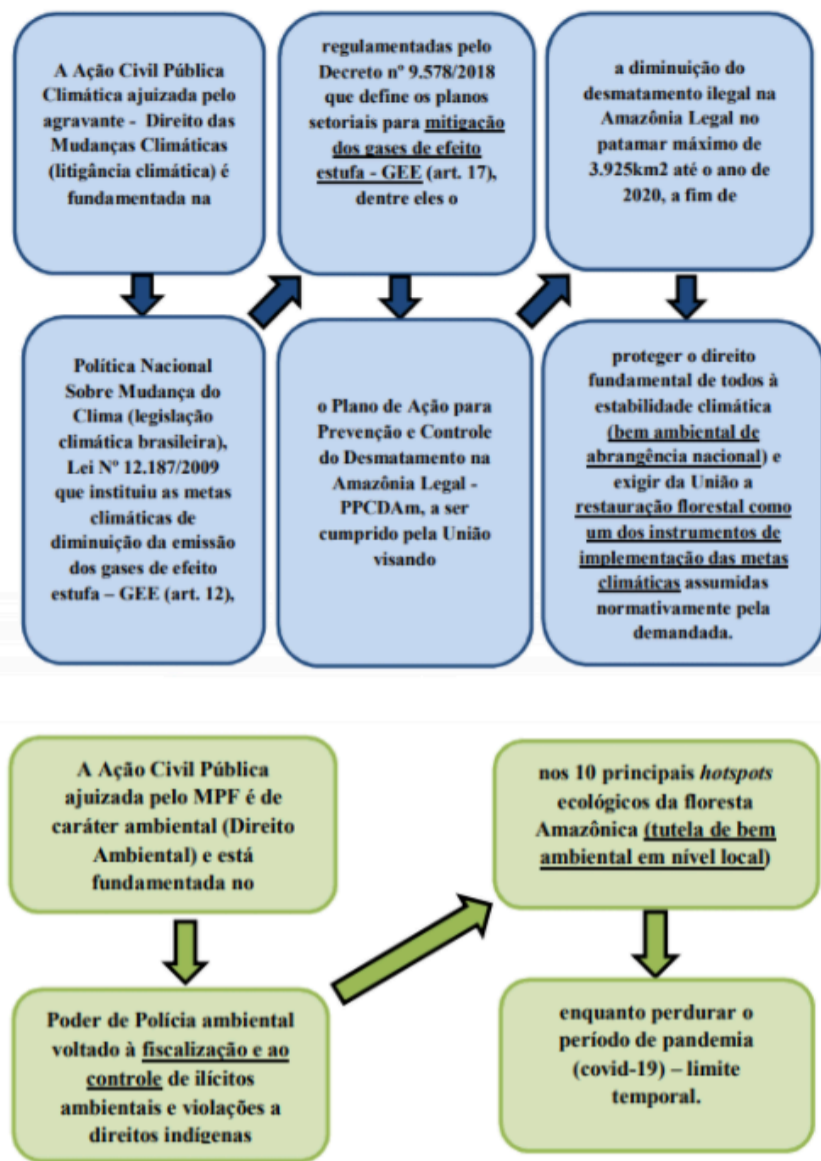 A Ação Civil Pública
Climática ajuizada pelo
agravante - Direito das
Mudanças Climáticas
(litigância climática) é
fundamentada na
Política Nacional
Sobre Mudança do
Clima (legislação
climática brasileira),
Lei Nº 12.187/2009
que instituiu as metas
climáticas de
diminuição da emissão
dos gases de efeito
estufa – GEE (art. 12),
regulamentadas pelo
Decreto nº 9.578/2018
que define os planos
setoriais para mitigação
dos gases de efeito
estufa - GEE (art. 17),
dentre eles o
o Plano de Ação para
Prevenção e Controle
do Desmatamento na
Amazônia Legal -
PPCDAm, a ser
cumprido pela União
visando
a diminuição do
desmatamento ilegal na
Amazônia Legal no
patamar máximo de
3.925km2 até o ano de
2020, a fim de
proteger o direito
fundamental de todos à
estabilidade climática
(bem ambiental de
abrangência nacional) e
exigir da União a
restauração florestal como
um dos instrumentos de
implementação das metas
climáticas assumidas
normativamente pela
demandada.
A Ação Civil Pública
ajuizada pelo MPF é de
caráter ambiental (Direito
Ambiental) e está
fundamentada no
Poder de Polícia ambiental
voltado à fiscalização e ao
controle de ilícitos
ambientais e violações a
direitos indígenas
nos 10 principais hotspots
ecológicos da floresta
Amazônica (tutela de bem
ambiental em nível local)
enquanto perdurar o
período de pandemia
(covid-19) – limite
temporal.